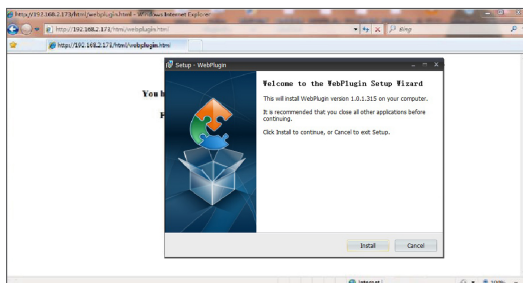 http://192.168.2.173/html/webplugin.html - Windows Internet Explorer
http://192.168.2.173/html/webplugin.html
Bing
http://192.168.2.173/html/webplugin.html
Setup - WebPlugin
You h
Welcome to the WebPlugin Setup Wizard
This will install WebPlugin version 1.0.1.315 on your computer.
It is recommended that you close all other applications before
continuing.
Click Install to continue, or Cancel to exit Setup.
Install
Cancel
Internet
100%